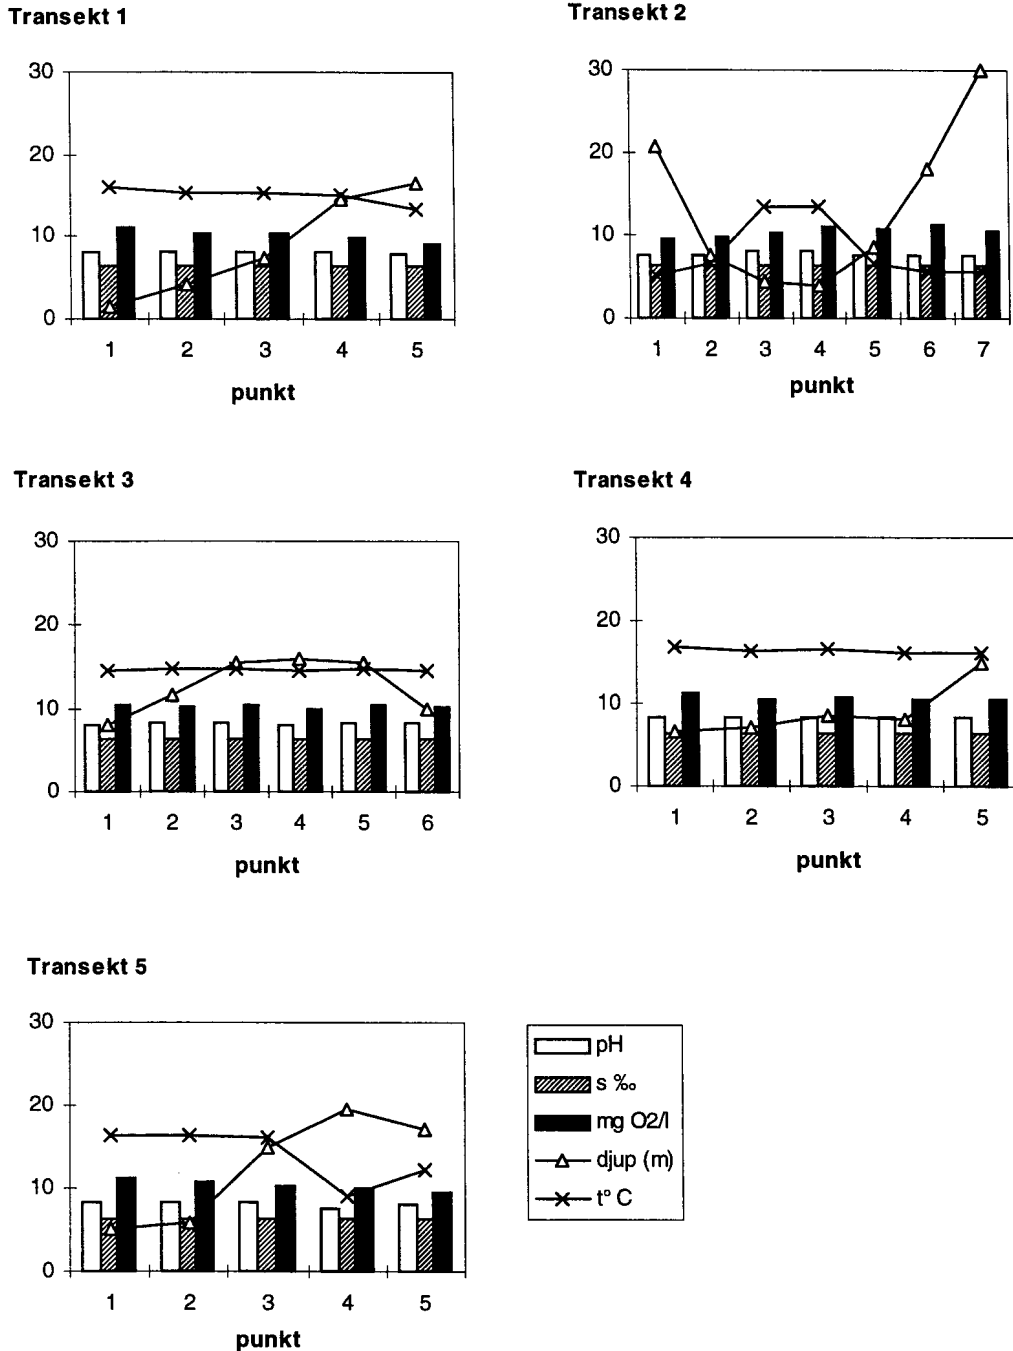 Transekt 1
30
20
10
0
1 2 3 4 5
punkt
Transekt 2
30
20
10
0
1 2 3 4 5 6 7
punkt
Transekt 3
30
20
10
0
1 2 3 4 5 6
punkt
Transekt 4
30
20
10
0
1 2 3 4 5
punkt
Transekt 5
30
20
10
0
1 2 3 4 5
punkt
pH
s ‰
mg O2/l
djup (m)
t° C